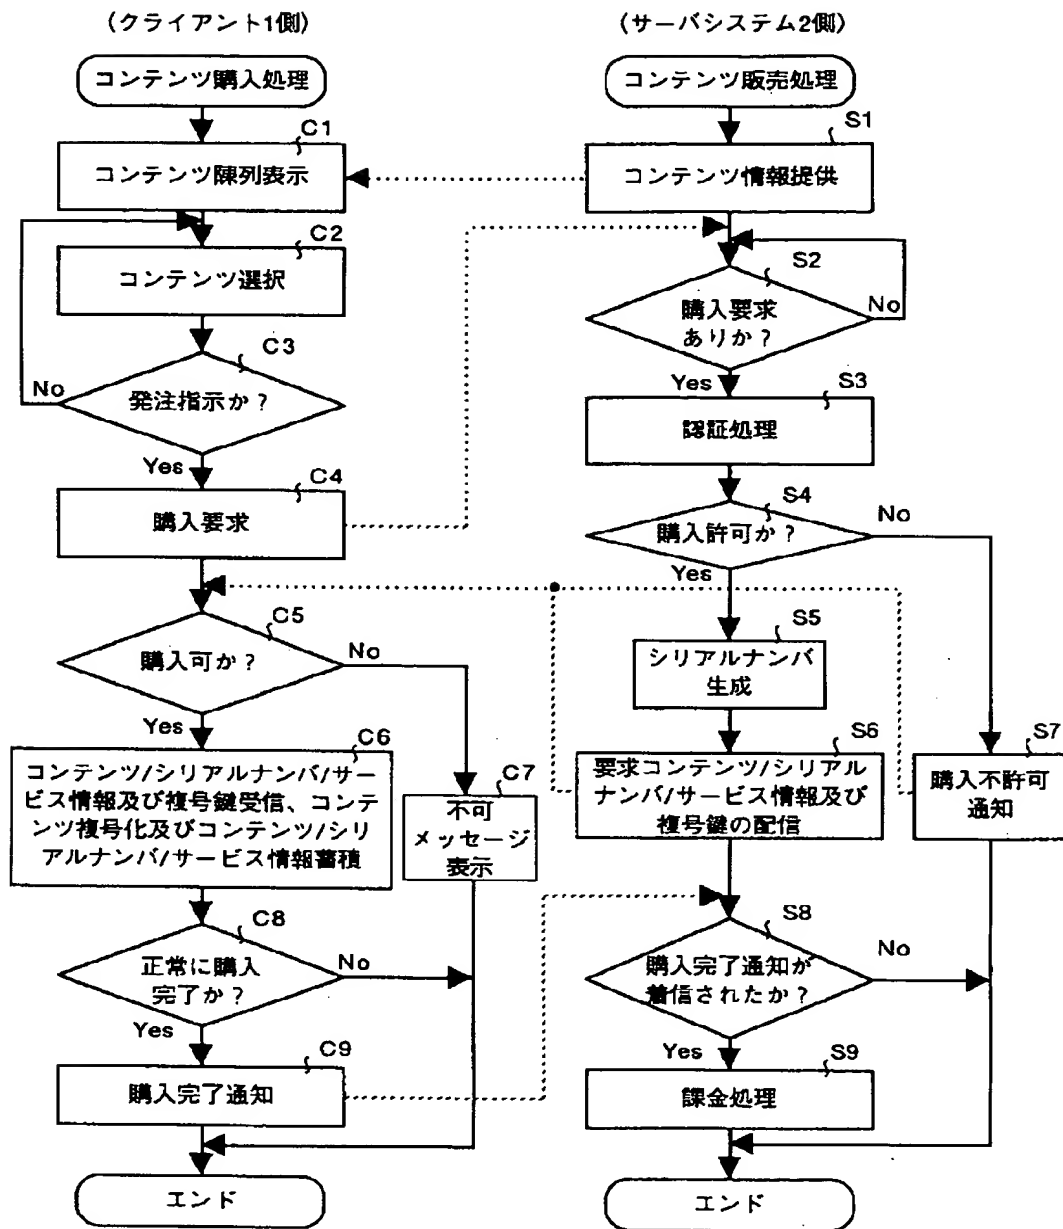 (クライアント1側)
コンテンツ購入処理
C1
コンテンツ陳列表示
C2
コンテンツ選択
C3
発注指示か?
No
Yes
C4
購入要求
C5
購入可か?
No
Yes
C6
コンテンツ/シリアルナンバ/サー
ビス情報及び複号鍵受信、コンテ
ンツ複号化及びコンテンツ/シリ
アルナンバ/サービス情報蓄積
C7
不可
メッセージ
表示
C8
正常に購入
完了か?
No
Yes
C9
購入完了通知
エンド
(サーバシステム2側)
コンテンツ販売処理
S1
コンテンツ情報提供
S2
購入要求
ありか?
No
Yes
S3
認証処理
S4
購入許可か?
No
Yes
S5
シリアルナンバ
生成
S6
要求コンテンツ/シリアル
ナンバ/サービス情報及び
複号鍵の配信
S7
購入不許可
通知
S8
購入完了通知が
着信されたか?
No
Yes
S9
課金処理
エンド